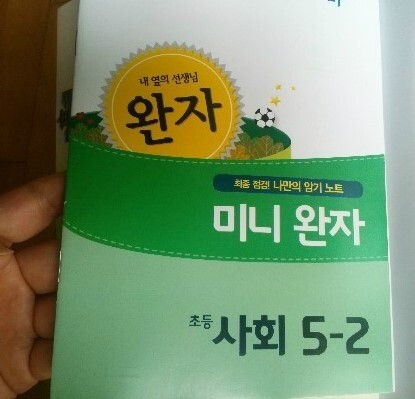 내 옆의 선생님
완자
최종 점검! 나만의 암기 노트
미니 완자
초등 사회 5-2